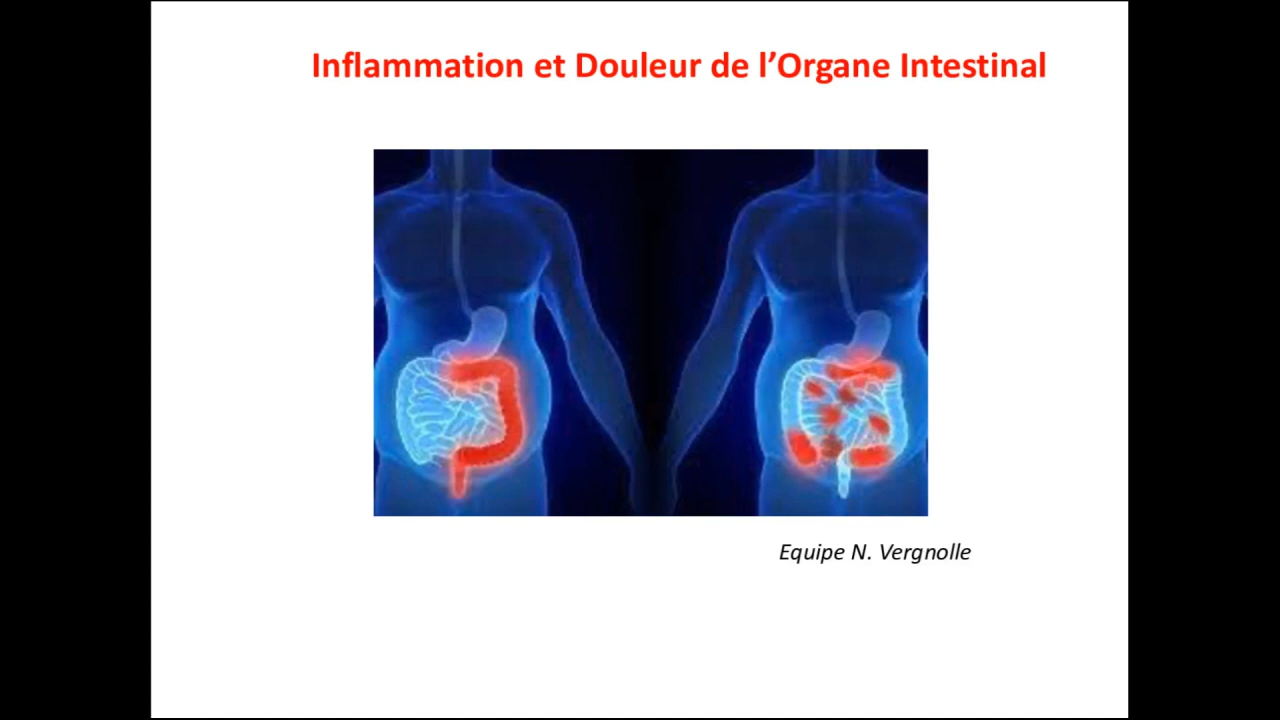 Inflammation et Douleur de l’Organe Intestinal
Equipe N. Vergnolle